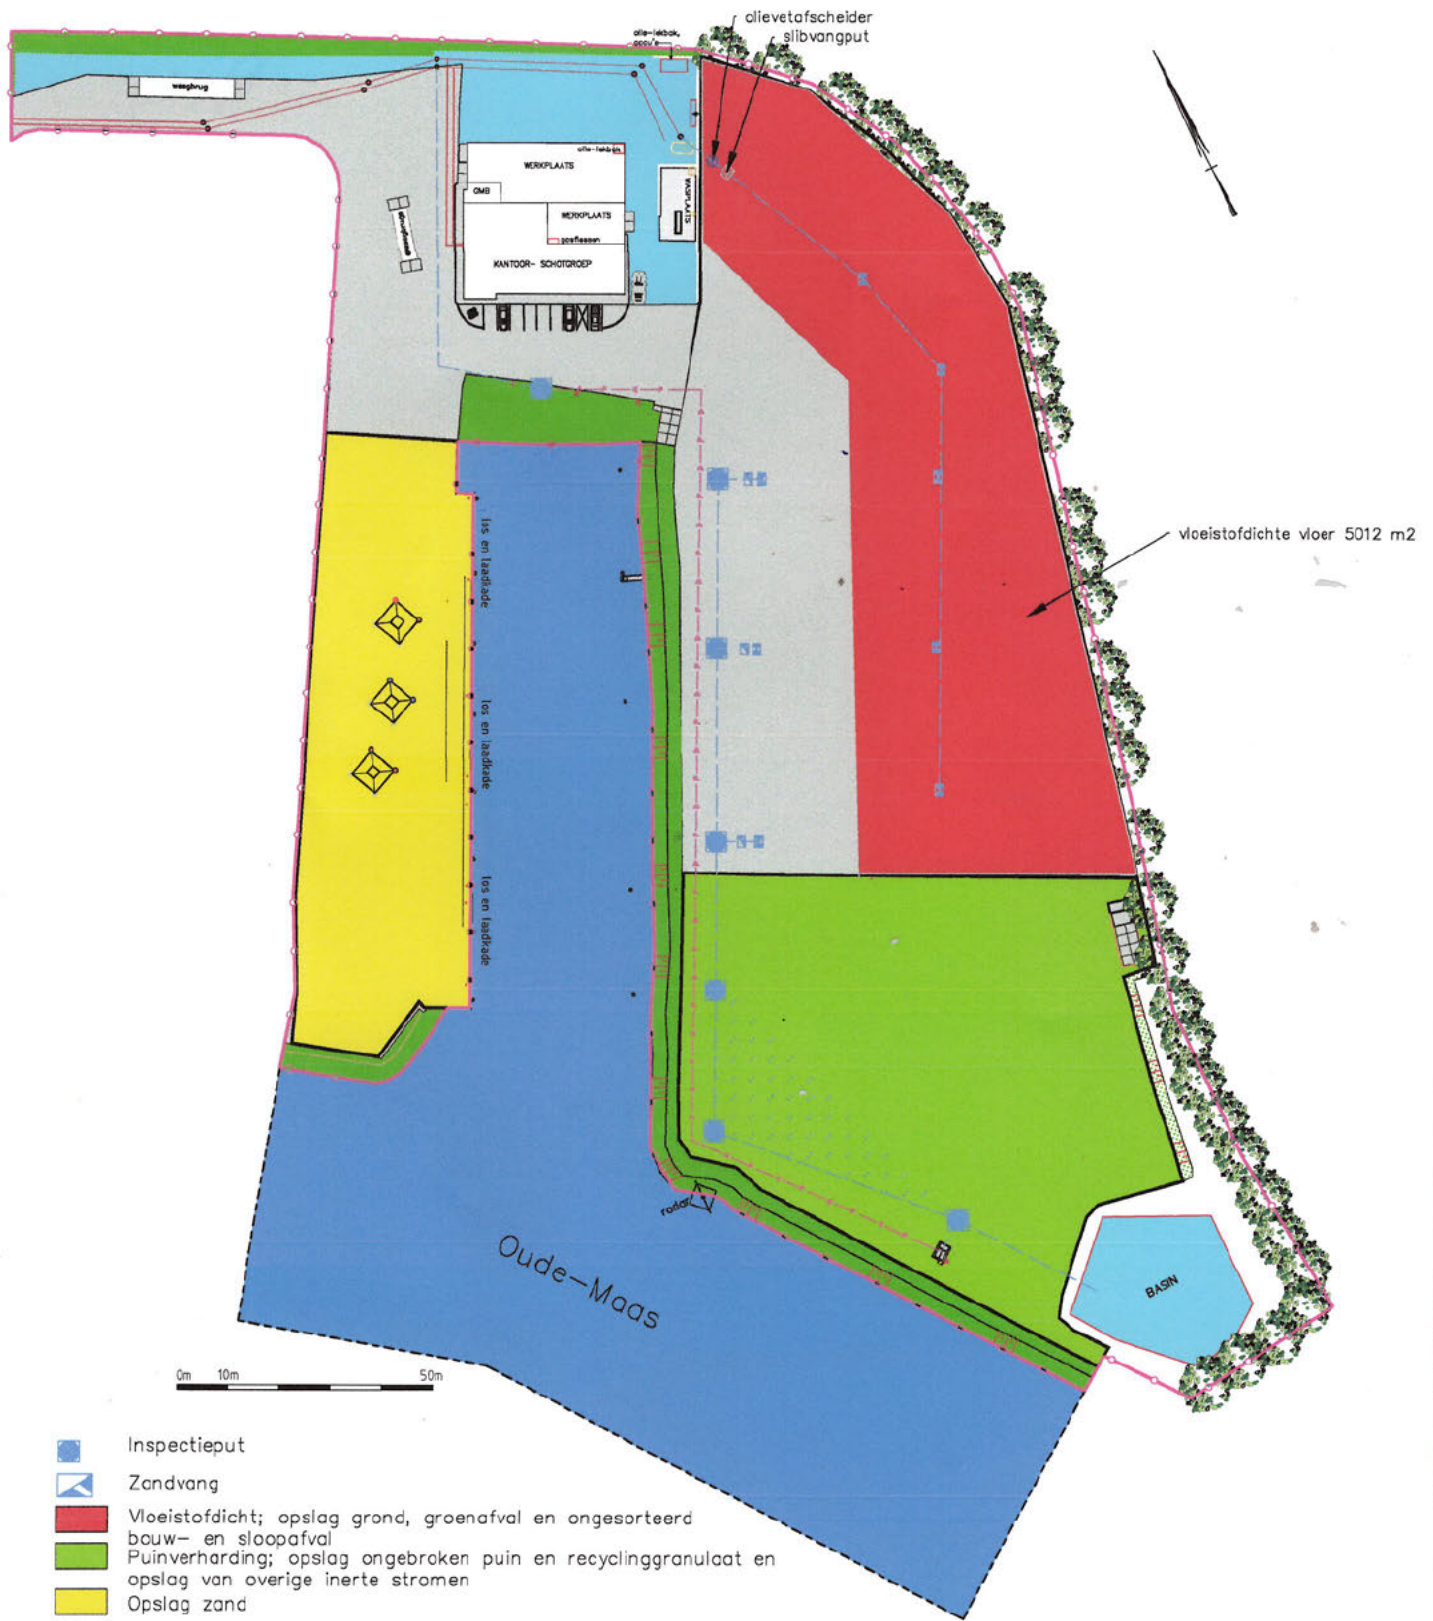 olievetafscheider
slibvangput
olie-lekbak,
accu's
weegbrug
olie-lekbak
WERKPLAATS
CMB
WERKPLAATS
gasflessen
KANTOOR- SCHOTGROEP
WASPLAATS
weegbrug
vloeistofdichte vloer 5012 m2
los en laadkade
los en laadkade
los en laadkade
radar
Oude-Maas
BASIN
0m 10m 50m
Inspectieput
Zandvang
Vloeistofdicht; opslag grond, groenafval en ongesorteerd
bouw- en sloopafval
Puinverharding; opslag ongebroken puin en recyclinggranulaat en
opslag van overige inerte stromen
Opslag zand